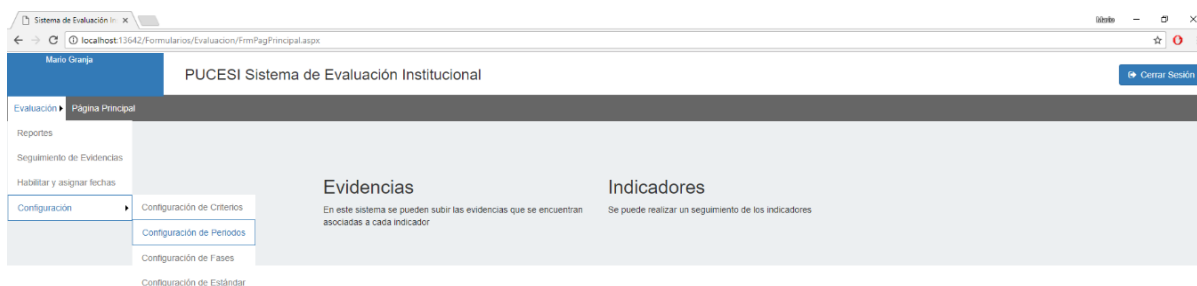 Sistema de Evaluación In
Mario
localhost:13642/Formularios/Evaluacion/FrmPagPrincipal.aspx
Mario Granja
PUCESI Sistema de Evaluación Institucional
Cerrar Sesión
Evaluación
Página Principal
Reportes
Seguimiento de Evidencias
Habilitar y asignar fechas
Configuración
Configuración de Criterios
Configuración de Periodos
Configuración de Fases
Configuración de Estándar
Evidencias
En este sistema se pueden subir las evidencias que se encuentran
asociadas a cada indicador
Indicadores
Se puede realizar un seguimiento de los indicadores